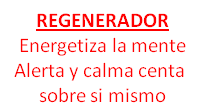 REGENERADOR
Energetiza la mente
Alerta y calma centa
sobre si mismo